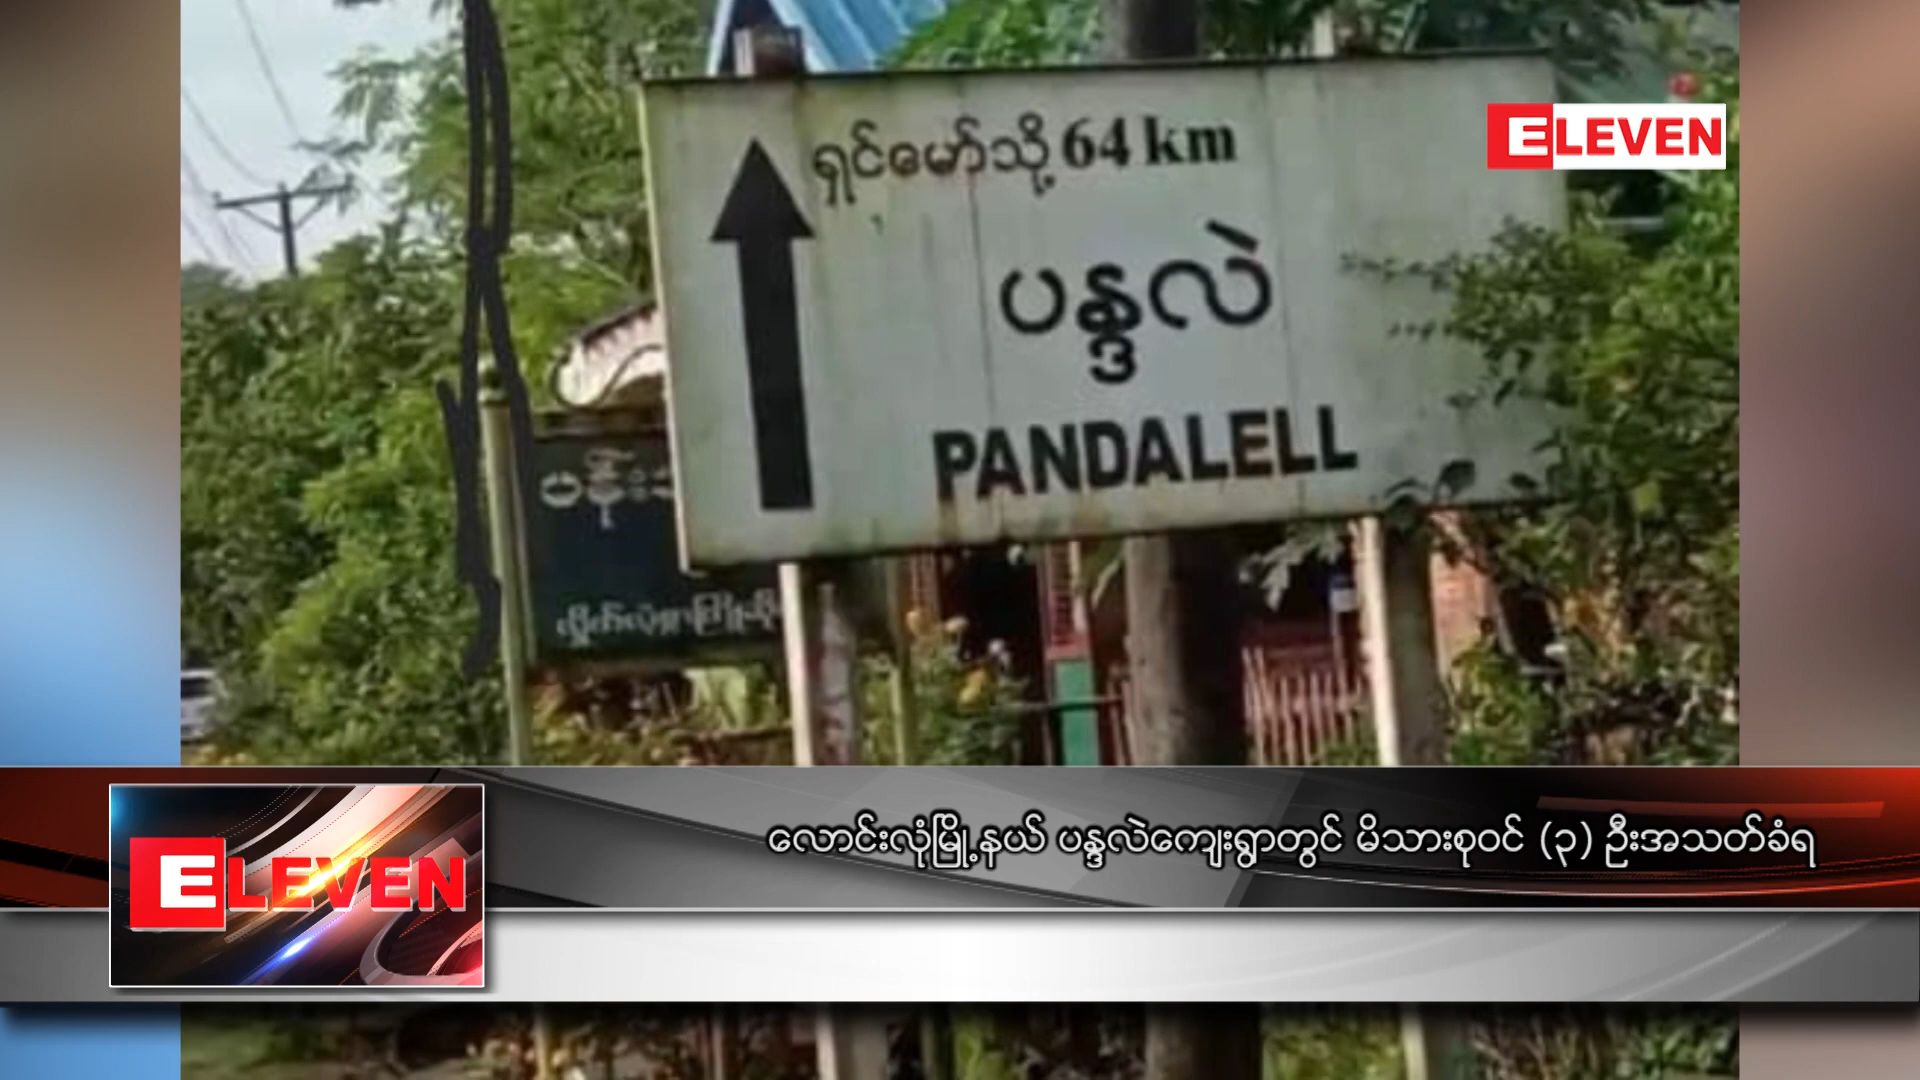 ELEVEN
ရှင်မော်သို့ 64 km
ပန္ဒလဲ
PANDALELL
လောင်းလုံမြို့နယ် ပန္ဒလဲကျေးရွာတွင် မိသားစုဝင် (၃) ဦးအသတ်ခံရ
ELEVEN